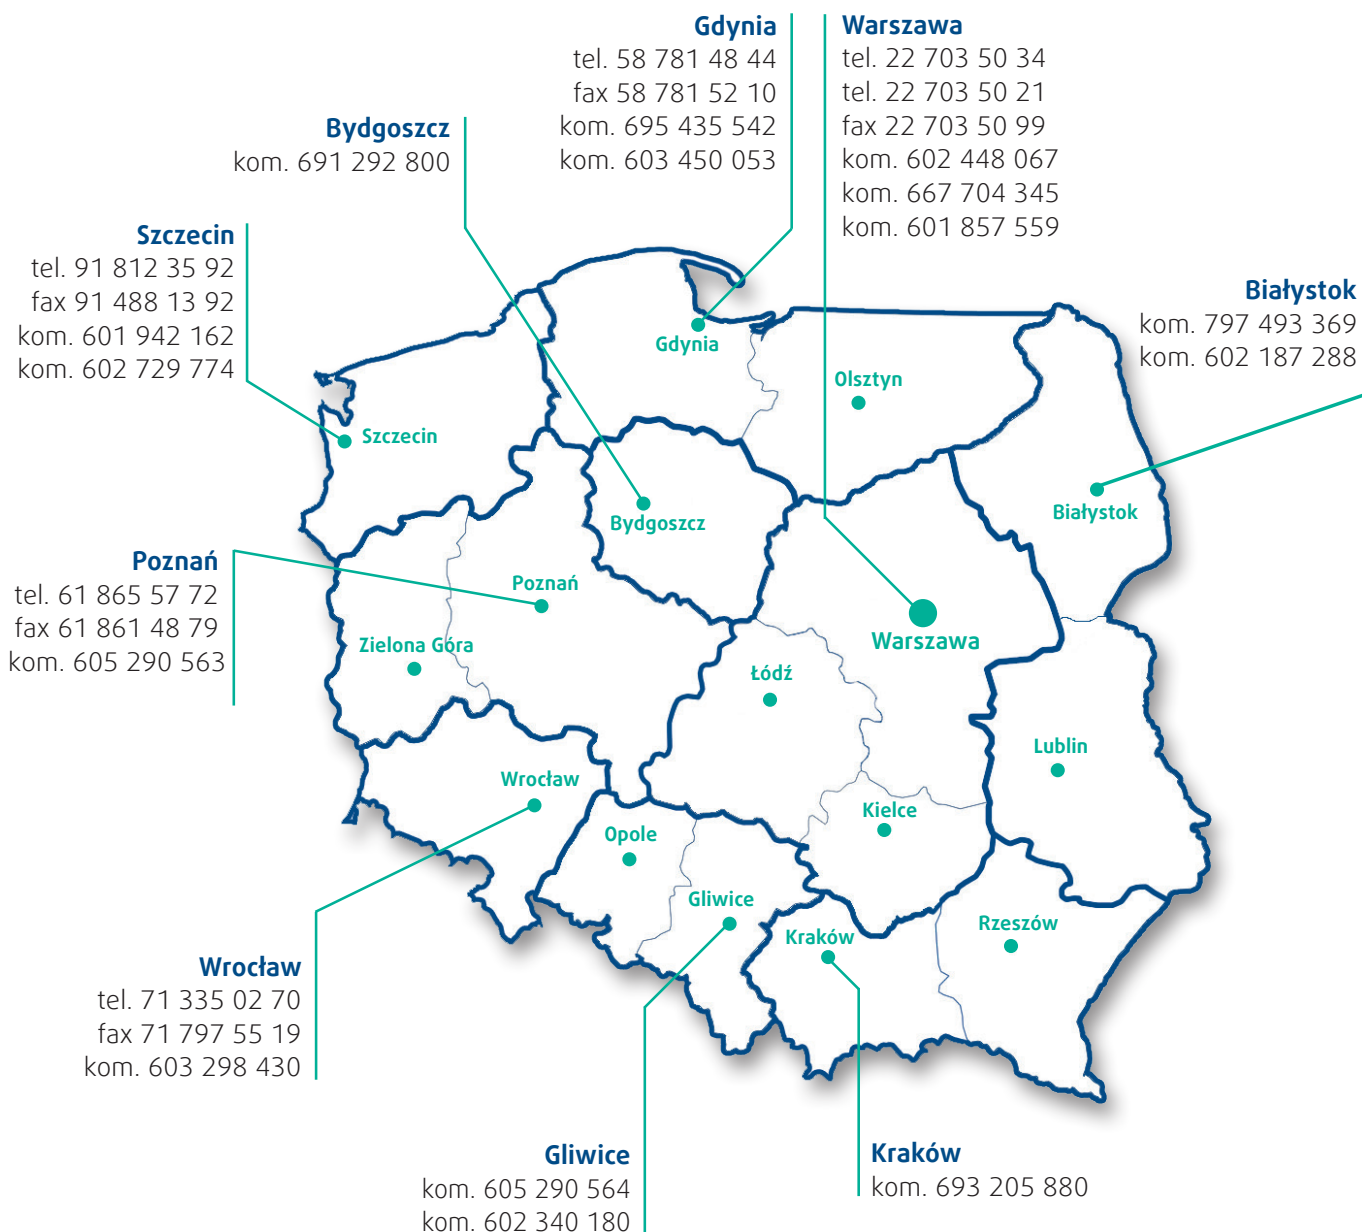 Gdynia
tel. 58 781 48 44
fax 58 781 52 10
kom. 695 435 542
kom. 603 450 053
Warszawa
tel. 22 703 50 34
tel. 22 703 50 21
fax 22 703 50 99
kom. 602 448 067
kom. 667 704 345
kom. 601 857 559
Bydgoszcz
kom. 691 292 800
Szczecin
tel. 91 812 35 92
fax 91 488 13 92
kom. 601 942 162
kom. 602 729 774
Białystok
kom. 797 493 369
kom. 602 187 288
Gdynia
Olsztyn
Szczecin
Bydgoszcz
Białystok
Poznań
tel. 61 865 57 72
fax 61 861 48 79
kom. 605 290 563
Poznań
Zielona Góra
Warszawa
Łódź
Lublin
Wrocław
Kielce
Opole
Gliwice
Kraków
Rzeszów
Wrocław
tel. 71 335 02 70
fax 71 797 55 19
kom. 603 298 430
Gliwice
kom. 605 290 564
kom. 602 340 180
Kraków
kom. 693 205 880